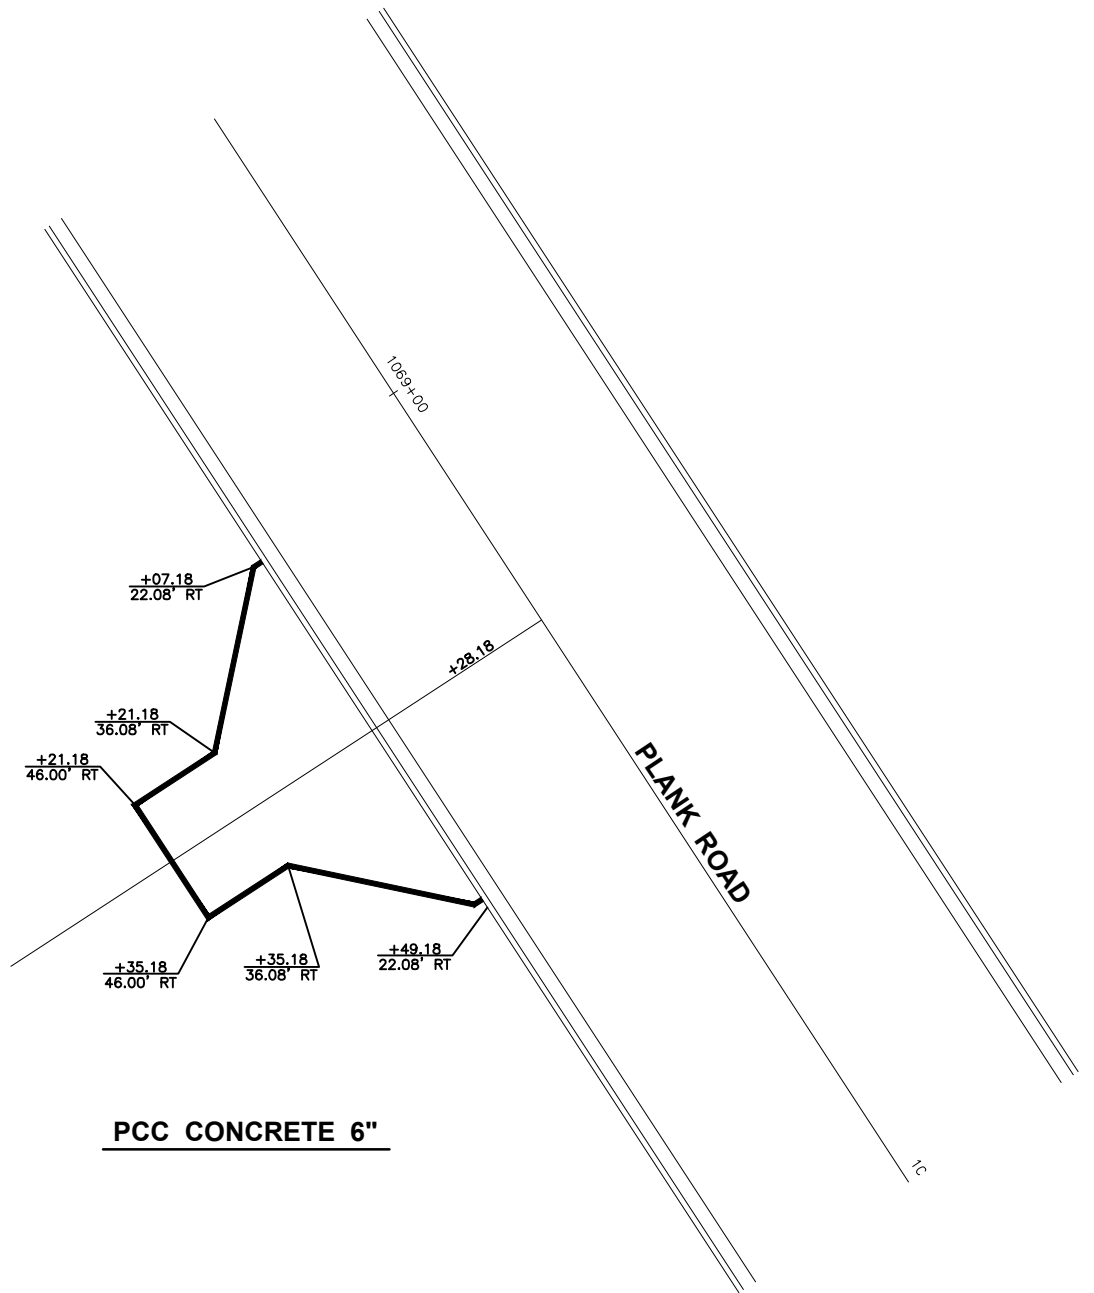 1069+00
+07.18
22.08' RT
+28.18
+21.18
36.08' RT
+21.18
46.00' RT
PLANK ROAD
+49.18
22.08' RT
+35.18
36.08' RT
+35.18
46.00' RT
PCC CONCRETE 6"